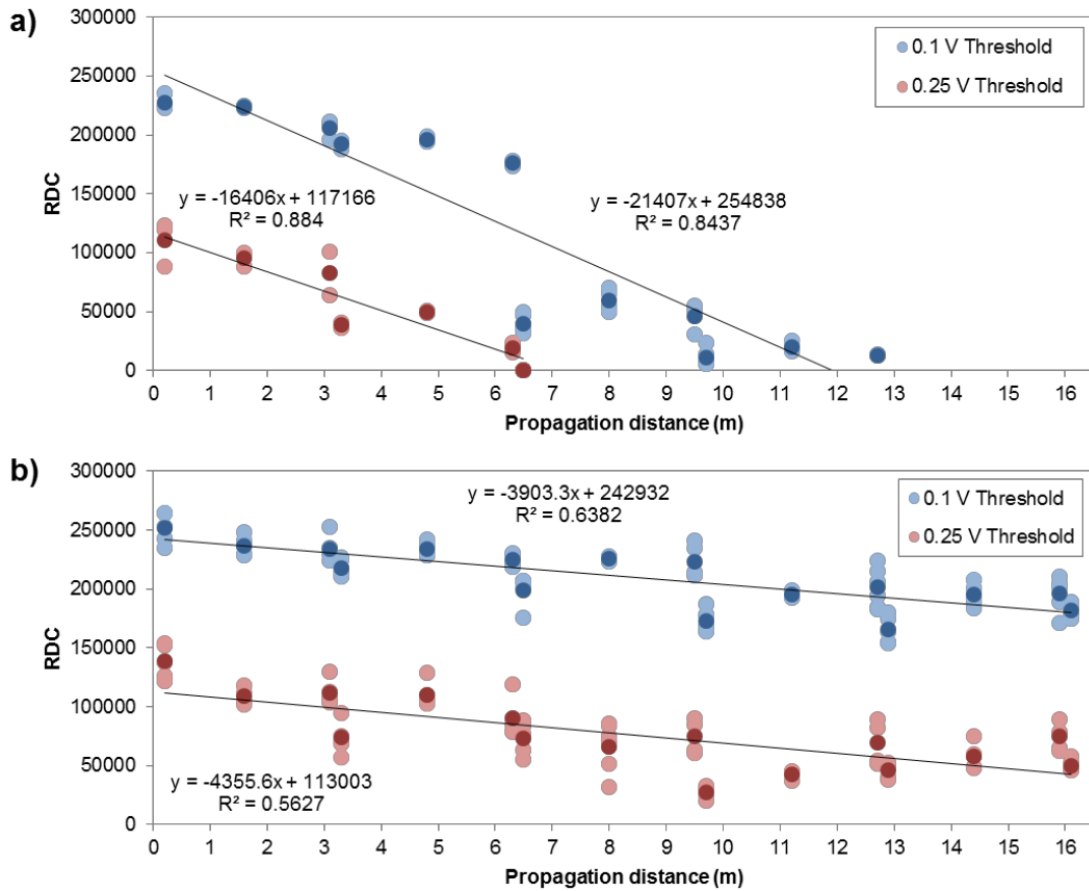 a)
300000
250000
200000
150000
100000
50000
0
RDC
0.1 V Threshold
0.25 V Threshold
y = -16406x + 117166
R² = 0.884
y = -21407x + 254838
R² = 0.8437
0 1 2 3 4 5 6 7 8 9 10 11 12 13 14 15 16
Propagation distance (m)
b)
300000
250000
200000
150000
100000
50000
0
RDC
y = -3903.3x + 242932
R² = 0.6382
0.1 V Threshold
0.25 V Threshold
y = -4355.6x + 113003
R² = 0.5627
0 1 2 3 4 5 6 7 8 9 10 11 12 13 14 15 16
Propagation distance (m)